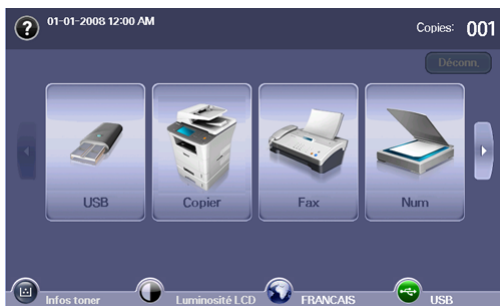 01-01-2008 12:00 AM
Copies: 001
Déconn.
USB Copier Fax Num
Infos toner Luminosité LCD FRANCAIS USB